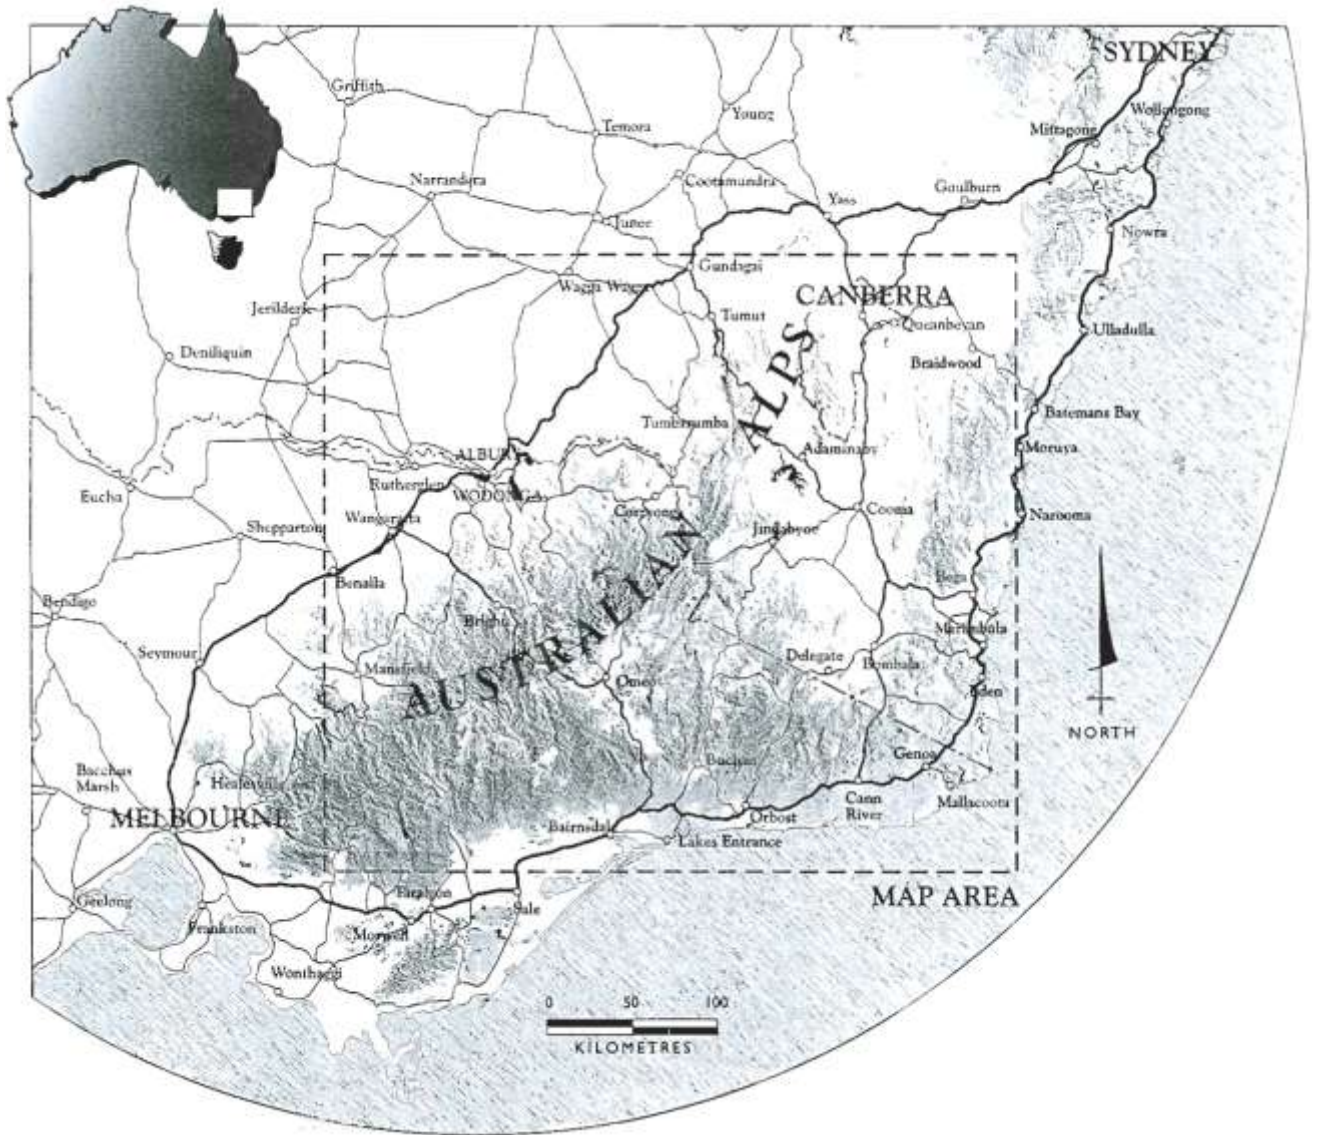 SYDNEY
Griffith
Wollongong
Young
Temora
Mittagong
Narrandera
Cootamundra
Goulburn
Yass
Junee
Nowra
Gundagai
Wagga Wagga
CANBERRA
Jerilderie
Tumut
Queanbeyan
Ulladulla
Deniliquin
Braidwood
ALPS
Batemans Bay
Tumbarumba
Adaminaby
Moruya
ALBURY
Rutherglen
WODONGA
Echuca
Corryong
Cooma
Narooma
Wangaratta
Shepparton
Jindabyne
Benalla
Bega
Bendigo
Bright
Merimbula
AUSTRALIAN
Seymour
Mansfield
Delegate
Bombala
Omeo
Eden
NORTH
Genoa
Buchan
Bacchus
Marsh
Healesville
Cann
River
Mallacoota
MELBOURNE
Orbost
Bairnsdale
Lakes Entrance
MAP AREA
Traralgon
Geelong
Sale
Frankston
Morwell
Wonthaggi
0 50 100
KILOMETRES